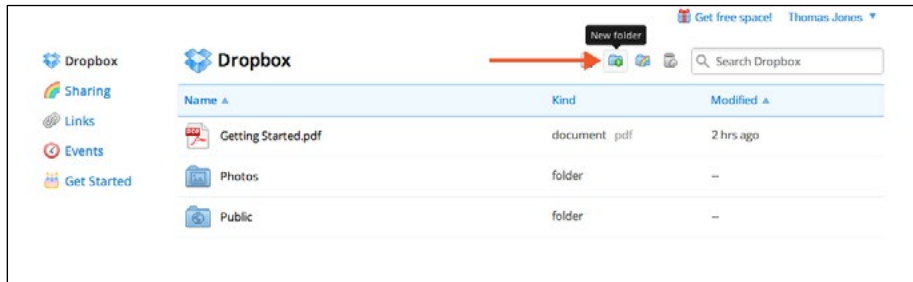 Get free space! Thomas Jones ▼
New folder
Dropbox
Sharing
Links
Events
Get Started
Dropbox
Search Dropbox
Name ▲ Kind Modified ▲
Getting Started.pdf document pdf 2 hrs ago
Photos folder --
Public folder --